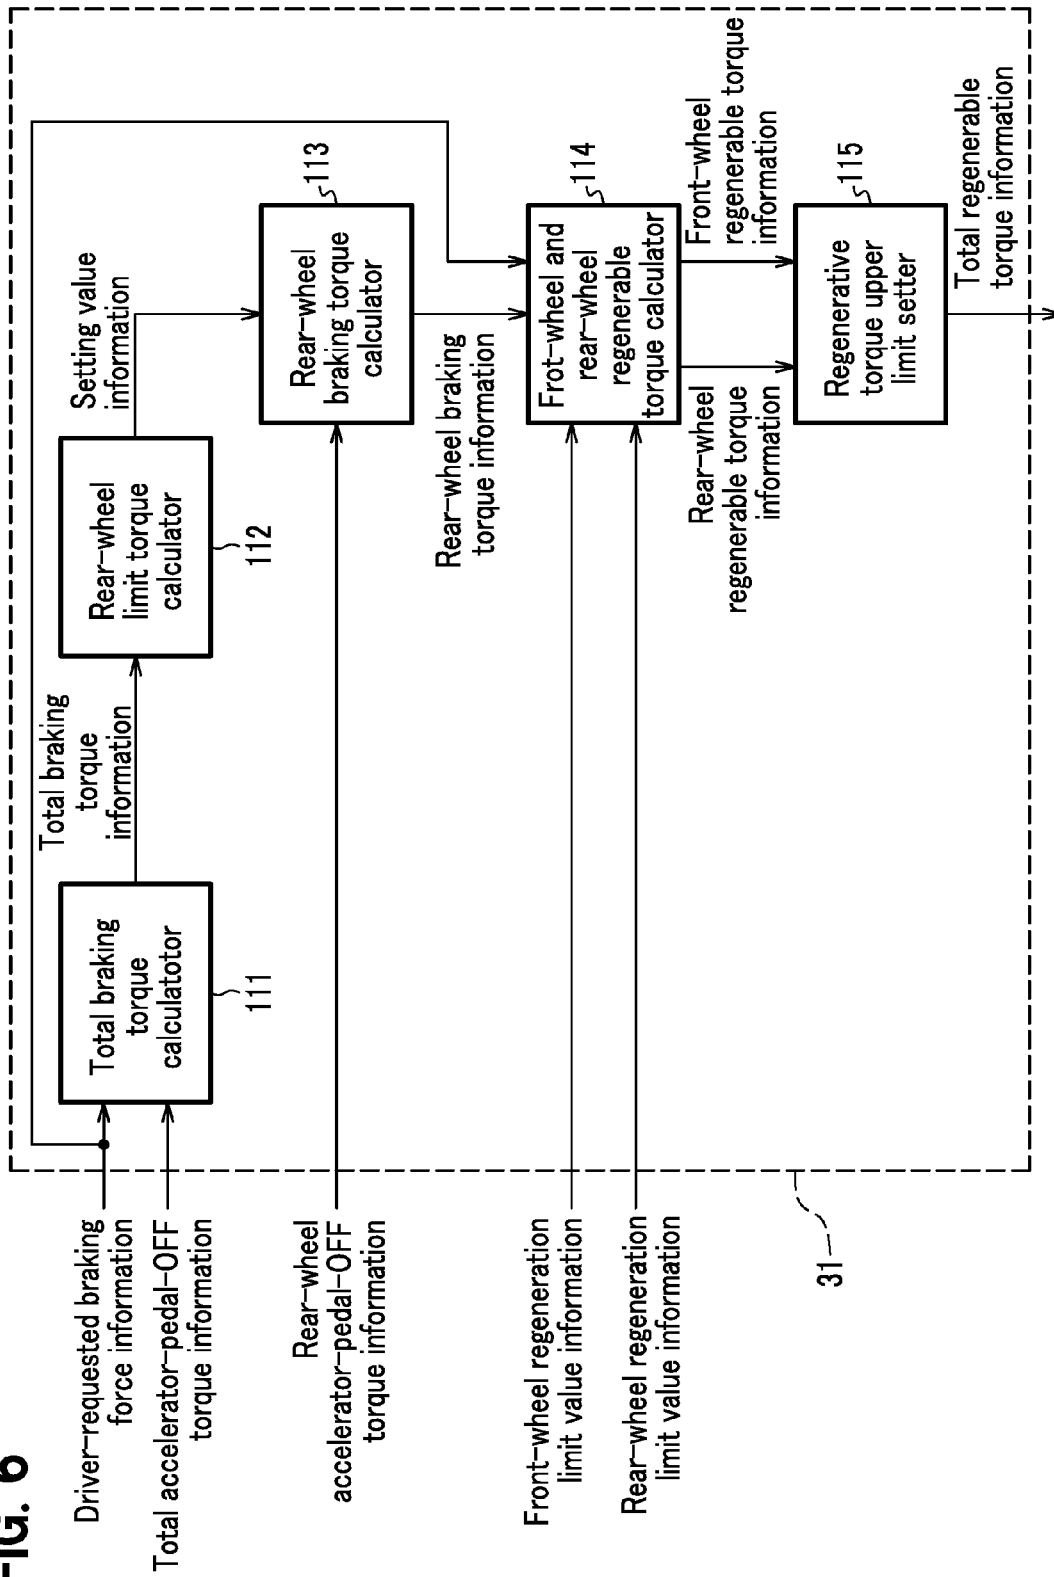 FIG. 6
Driver-requested braking
force information
Total accelerator-pedal-OFF
torque information
Rear-wheel
accelerator-pedal-OFF
torque information
Front-wheel regeneration
limit value information
Rear-wheel regeneration
limit value information
31
Total braking
torque
calculatotor
111
Total braking
torque
information
Rear-wheel
limit torque
calculator
112
Setting value
information
Rear-wheel
braking torque
calculator
113
Rear-wheel braking
torque information
Frot-wheel and
rear-wheel
regenerable
torque calculator
114
Front-wheel
regenerable torque
information
Rear-wheel
regenerable torque
information
Regenerative
torque upper
limit setter
115
Total regenerable
torque information